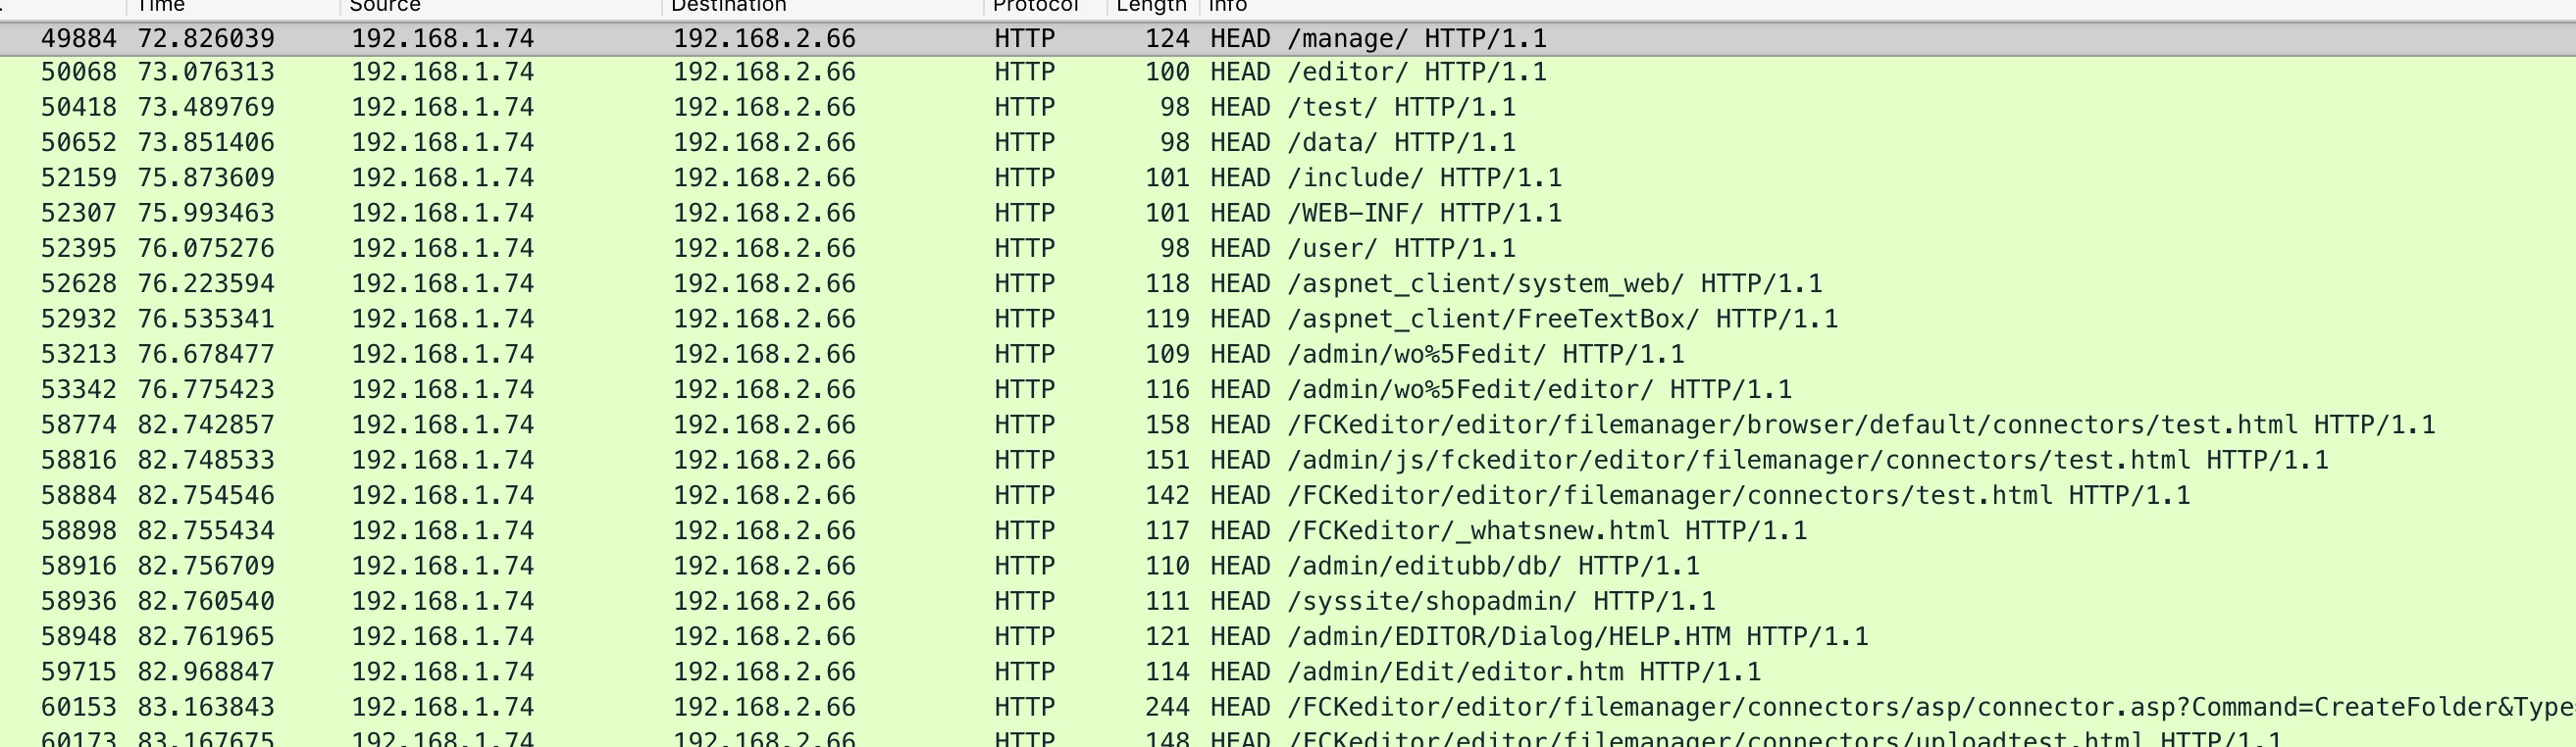 . Time Source Destination Protocol Length Info
49884 72.826039 192.168.1.74 192.168.2.66 HTTP 124 HEAD /manage/ HTTP/1.1
50068 73.076313 192.168.1.74 192.168.2.66 HTTP 100 HEAD /editor/ HTTP/1.1
50418 73.489769 192.168.1.74 192.168.2.66 HTTP 98 HEAD /test/ HTTP/1.1
50652 73.851406 192.168.1.74 192.168.2.66 HTTP 98 HEAD /data/ HTTP/1.1
52159 75.873609 192.168.1.74 192.168.2.66 HTTP 101 HEAD /include/ HTTP/1.1
52307 75.993463 192.168.1.74 192.168.2.66 HTTP 101 HEAD /WEB-INF/ HTTP/1.1
52395 76.075276 192.168.1.74 192.168.2.66 HTTP 98 HEAD /user/ HTTP/1.1
52628 76.223594 192.168.1.74 192.168.2.66 HTTP 118 HEAD /aspnet_client/system_web/ HTTP/1.1
52932 76.535341 192.168.1.74 192.168.2.66 HTTP 119 HEAD /aspnet_client/FreeTextBox/ HTTP/1.1
53213 76.678477 192.168.1.74 192.168.2.66 HTTP 109 HEAD /admin/wo%5Fedit/ HTTP/1.1
53342 76.775423 192.168.1.74 192.168.2.66 HTTP 116 HEAD /admin/wo%5Fedit/editor/ HTTP/1.1
58774 82.742857 192.168.1.74 192.168.2.66 HTTP 158 HEAD /FCKeditor/editor/filemanager/browser/default/connectors/test.html HTTP/1.1
58816 82.748533 192.168.1.74 192.168.2.66 HTTP 151 HEAD /admin/js/fckeditor/editor/filemanager/connectors/test.html HTTP/1.1
58884 82.754546 192.168.1.74 192.168.2.66 HTTP 142 HEAD /FCKeditor/editor/filemanager/connectors/test.html HTTP/1.1
58898 82.755434 192.168.1.74 192.168.2.66 HTTP 117 HEAD /FCKeditor/_whatsnew.html HTTP/1.1
58916 82.756709 192.168.1.74 192.168.2.66 HTTP 110 HEAD /admin/editubb/db/ HTTP/1.1
58936 82.760540 192.168.1.74 192.168.2.66 HTTP 111 HEAD /syssite/shopadmin/ HTTP/1.1
58948 82.761965 192.168.1.74 192.168.2.66 HTTP 121 HEAD /admin/EDITOR/Dialog/HELP.HTM HTTP/1.1
59715 82.968847 192.168.1.74 192.168.2.66 HTTP 114 HEAD /admin/Edit/editor.htm HTTP/1.1
60153 83.163843 192.168.1.74 192.168.2.66 HTTP 244 HEAD /FCKeditor/editor/filemanager/connectors/asp/connector.asp?Command=CreateFolder&Type
60173 83.167675 192.168.1.74 192.168.2.66 HTTP 148 HEAD /FCKeditor/editor/filemanager/connectors/uploadtest.html HTTP/1.1